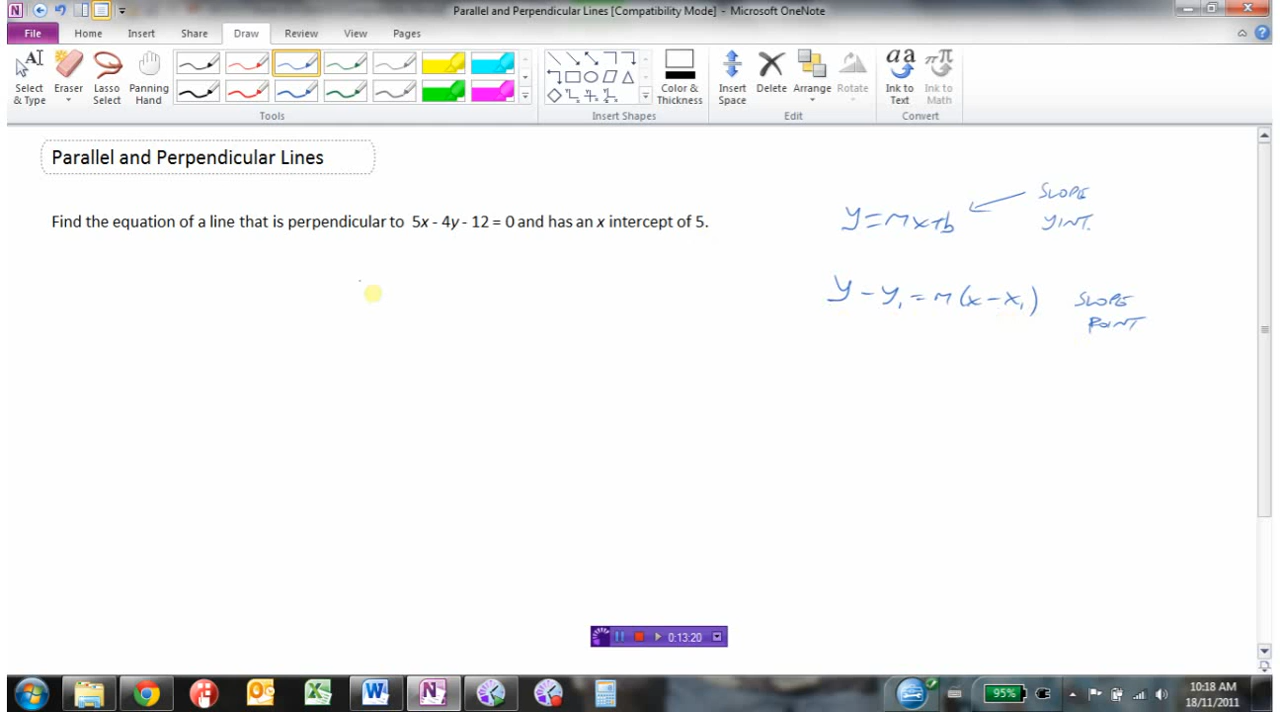 Parallel and Perpendicular Lines [Compatibility Mode] - Microsoft OneNote
File Home Insert Share Draw Review View Pages
Select & Type
Eraser
Lasso Select
Panning Hand
Color & Thickness
Insert Space
Delete
Arrange
Rotate
Ink to Text
Ink to Math
Tools
Insert Shapes
Edit
Convert
Parallel and Perpendicular Lines
Find the equation of a line that is perpendicular to 5x - 4y - 12 = 0 and has an x intercept of 5.
y = mx+b
SLOPE
YINT.
y - y₁ = m(x - x₁)
SLOPE
POINT
0:13:20
95%
10:18 AM
18/11/2011